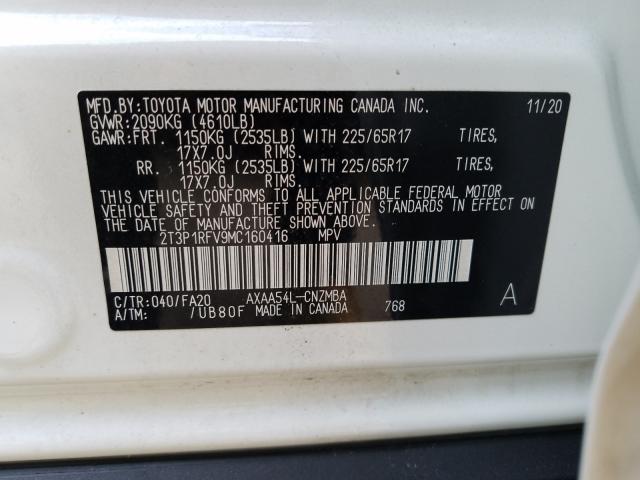 MFD.BY:TOYOTA MOTOR MANUFACTURING CANADA INC. 11/20
GVWR:2090KG (4610LB)
GAWR:FRT. 1150KG (2535LB) WITH 225/65R17 TIRES,
17X7.0J RIMS.
RR. 1150KG (2535LB) WITH 225/65R17 TIRES,
17X7.0J RIMS.
THIS VEHICLE CONFORMS TO ALL APPLICABLE FEDERAL MOTOR
VEHICLE SAFETY AND THEFT PREVENTION STANDARDS IN EFFECT ON
THE DATE OF MANUFACTURE SHOWN ABOVE.
2T3P1RFV9MC160416 MPV
C/TR:040/FA20 AXAA54L-CNZMBA A
A/TM: /UB80F MADE IN CANADA 768